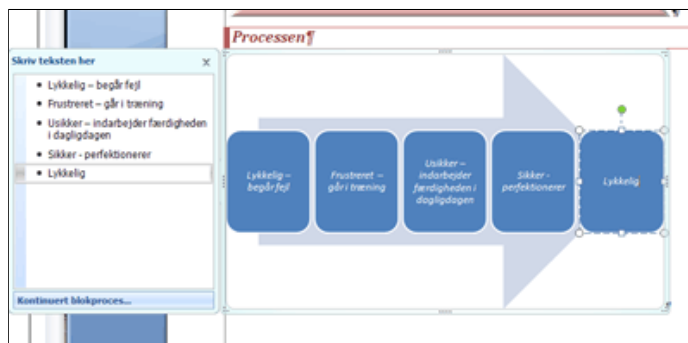 Processen¶
Skriv teksten her
Lykkelig – begår fejl
Frustreret – går i træning
Usikker – indarbejder færdigheden
i dagligdagen
Sikker - perfektionerer
Lykkelig
Kontinuert blokproces...
Lykkelig –
begår fejl
Frustreret –
går i træning
Usikker –
indarbejder
færdigheden i
dagligdagen
Sikker -
perfektionerer
Lykkelig